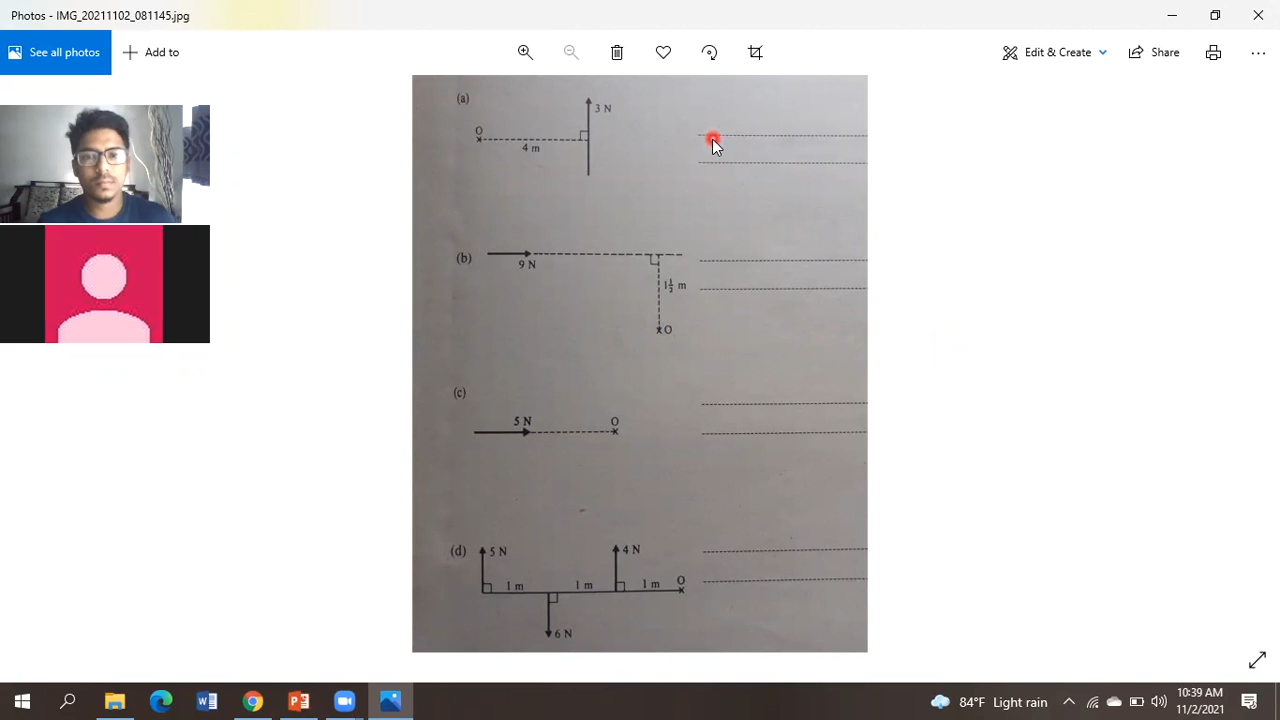 Photos - IMG_20211102_081145.jpg
See all photos
Add to
Edit & Create
Share
(a)
3 N
O
4 m
(b)
9 N
1½ m
O
(c)
5 N
O
(d)
5 N
4 N
1 m
1 m
1 m
O
6 N
84°F Light rain
10:39 AM
11/2/2021